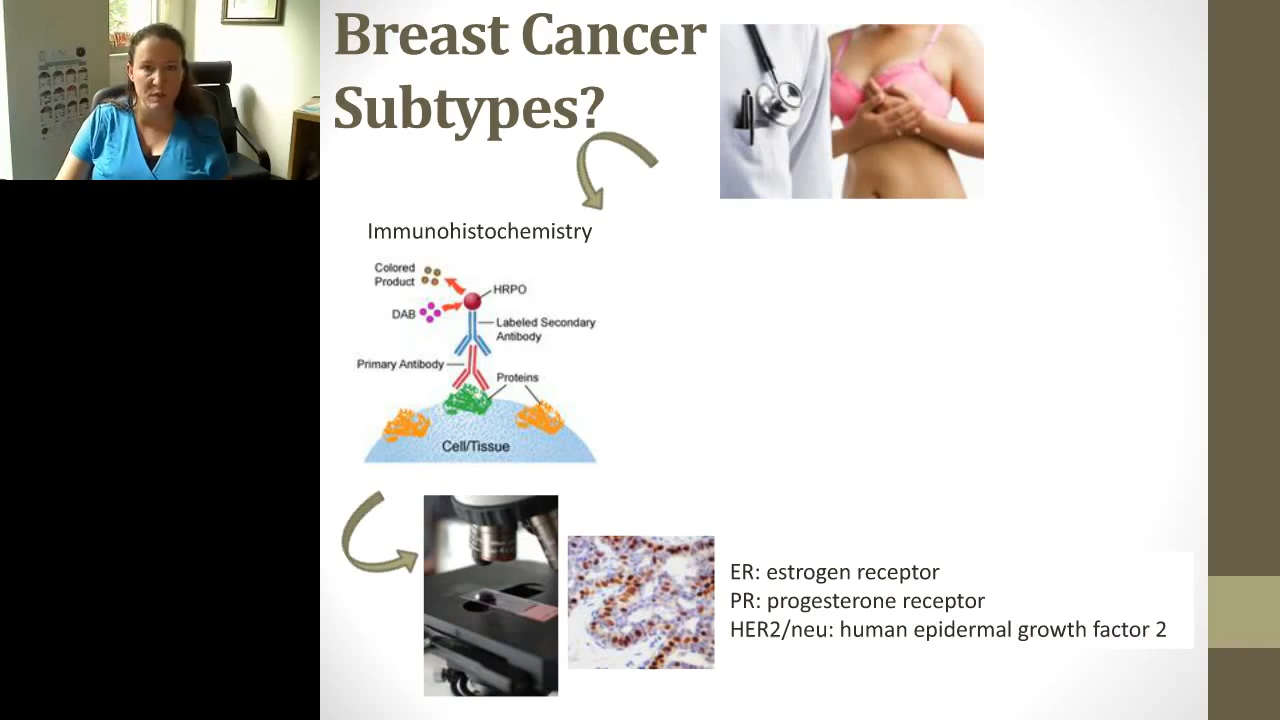 Breast Cancer
Subtypes?
Immunohistochemistry
Colored
Product
HRPO
DAB
Labeled Secondary
Antibody
Primary Antibody
Proteins
Cell/Tissue
ER: estrogen receptor
PR: progesterone receptor
HER2/neu: human epidermal growth factor 2